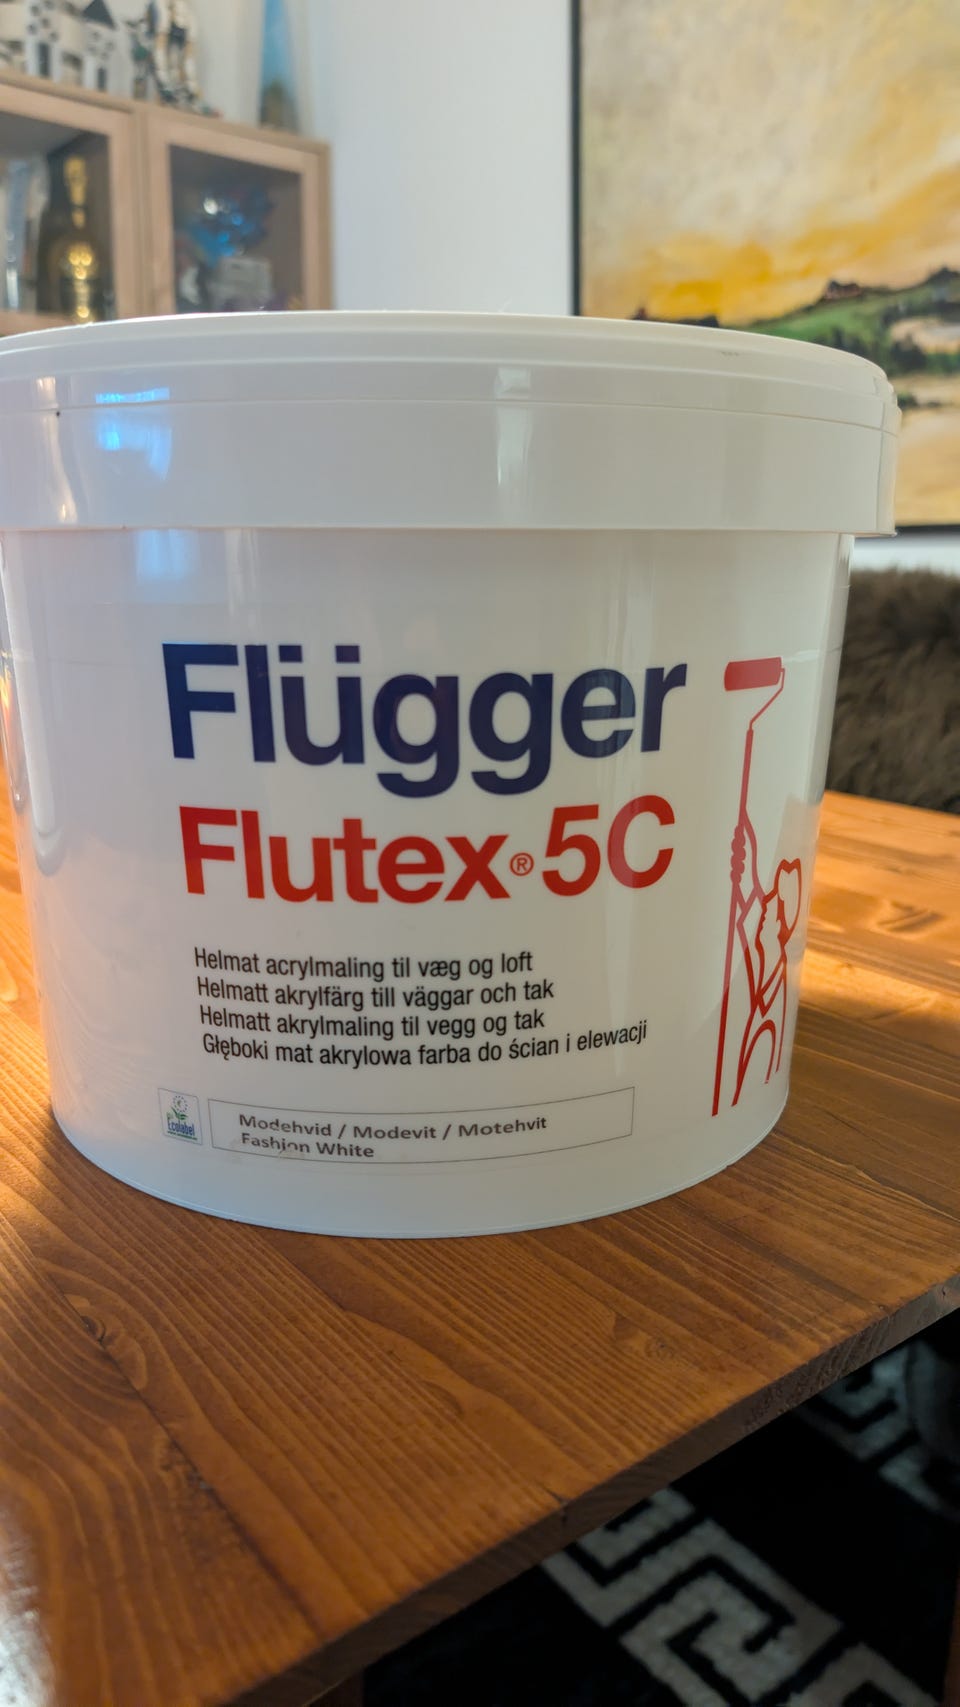 Flügger
Flutex® 5C
Helmat acrylmaling til væg og loft
Helmatt akrylfärg till väggar och tak
Helmatt akrylmaling til vegg og tak
Głęboki mat akrylowa farba do ścian i elewacji
Ecolabel
Modehvid / Modevit / Motehvit
Fashion White